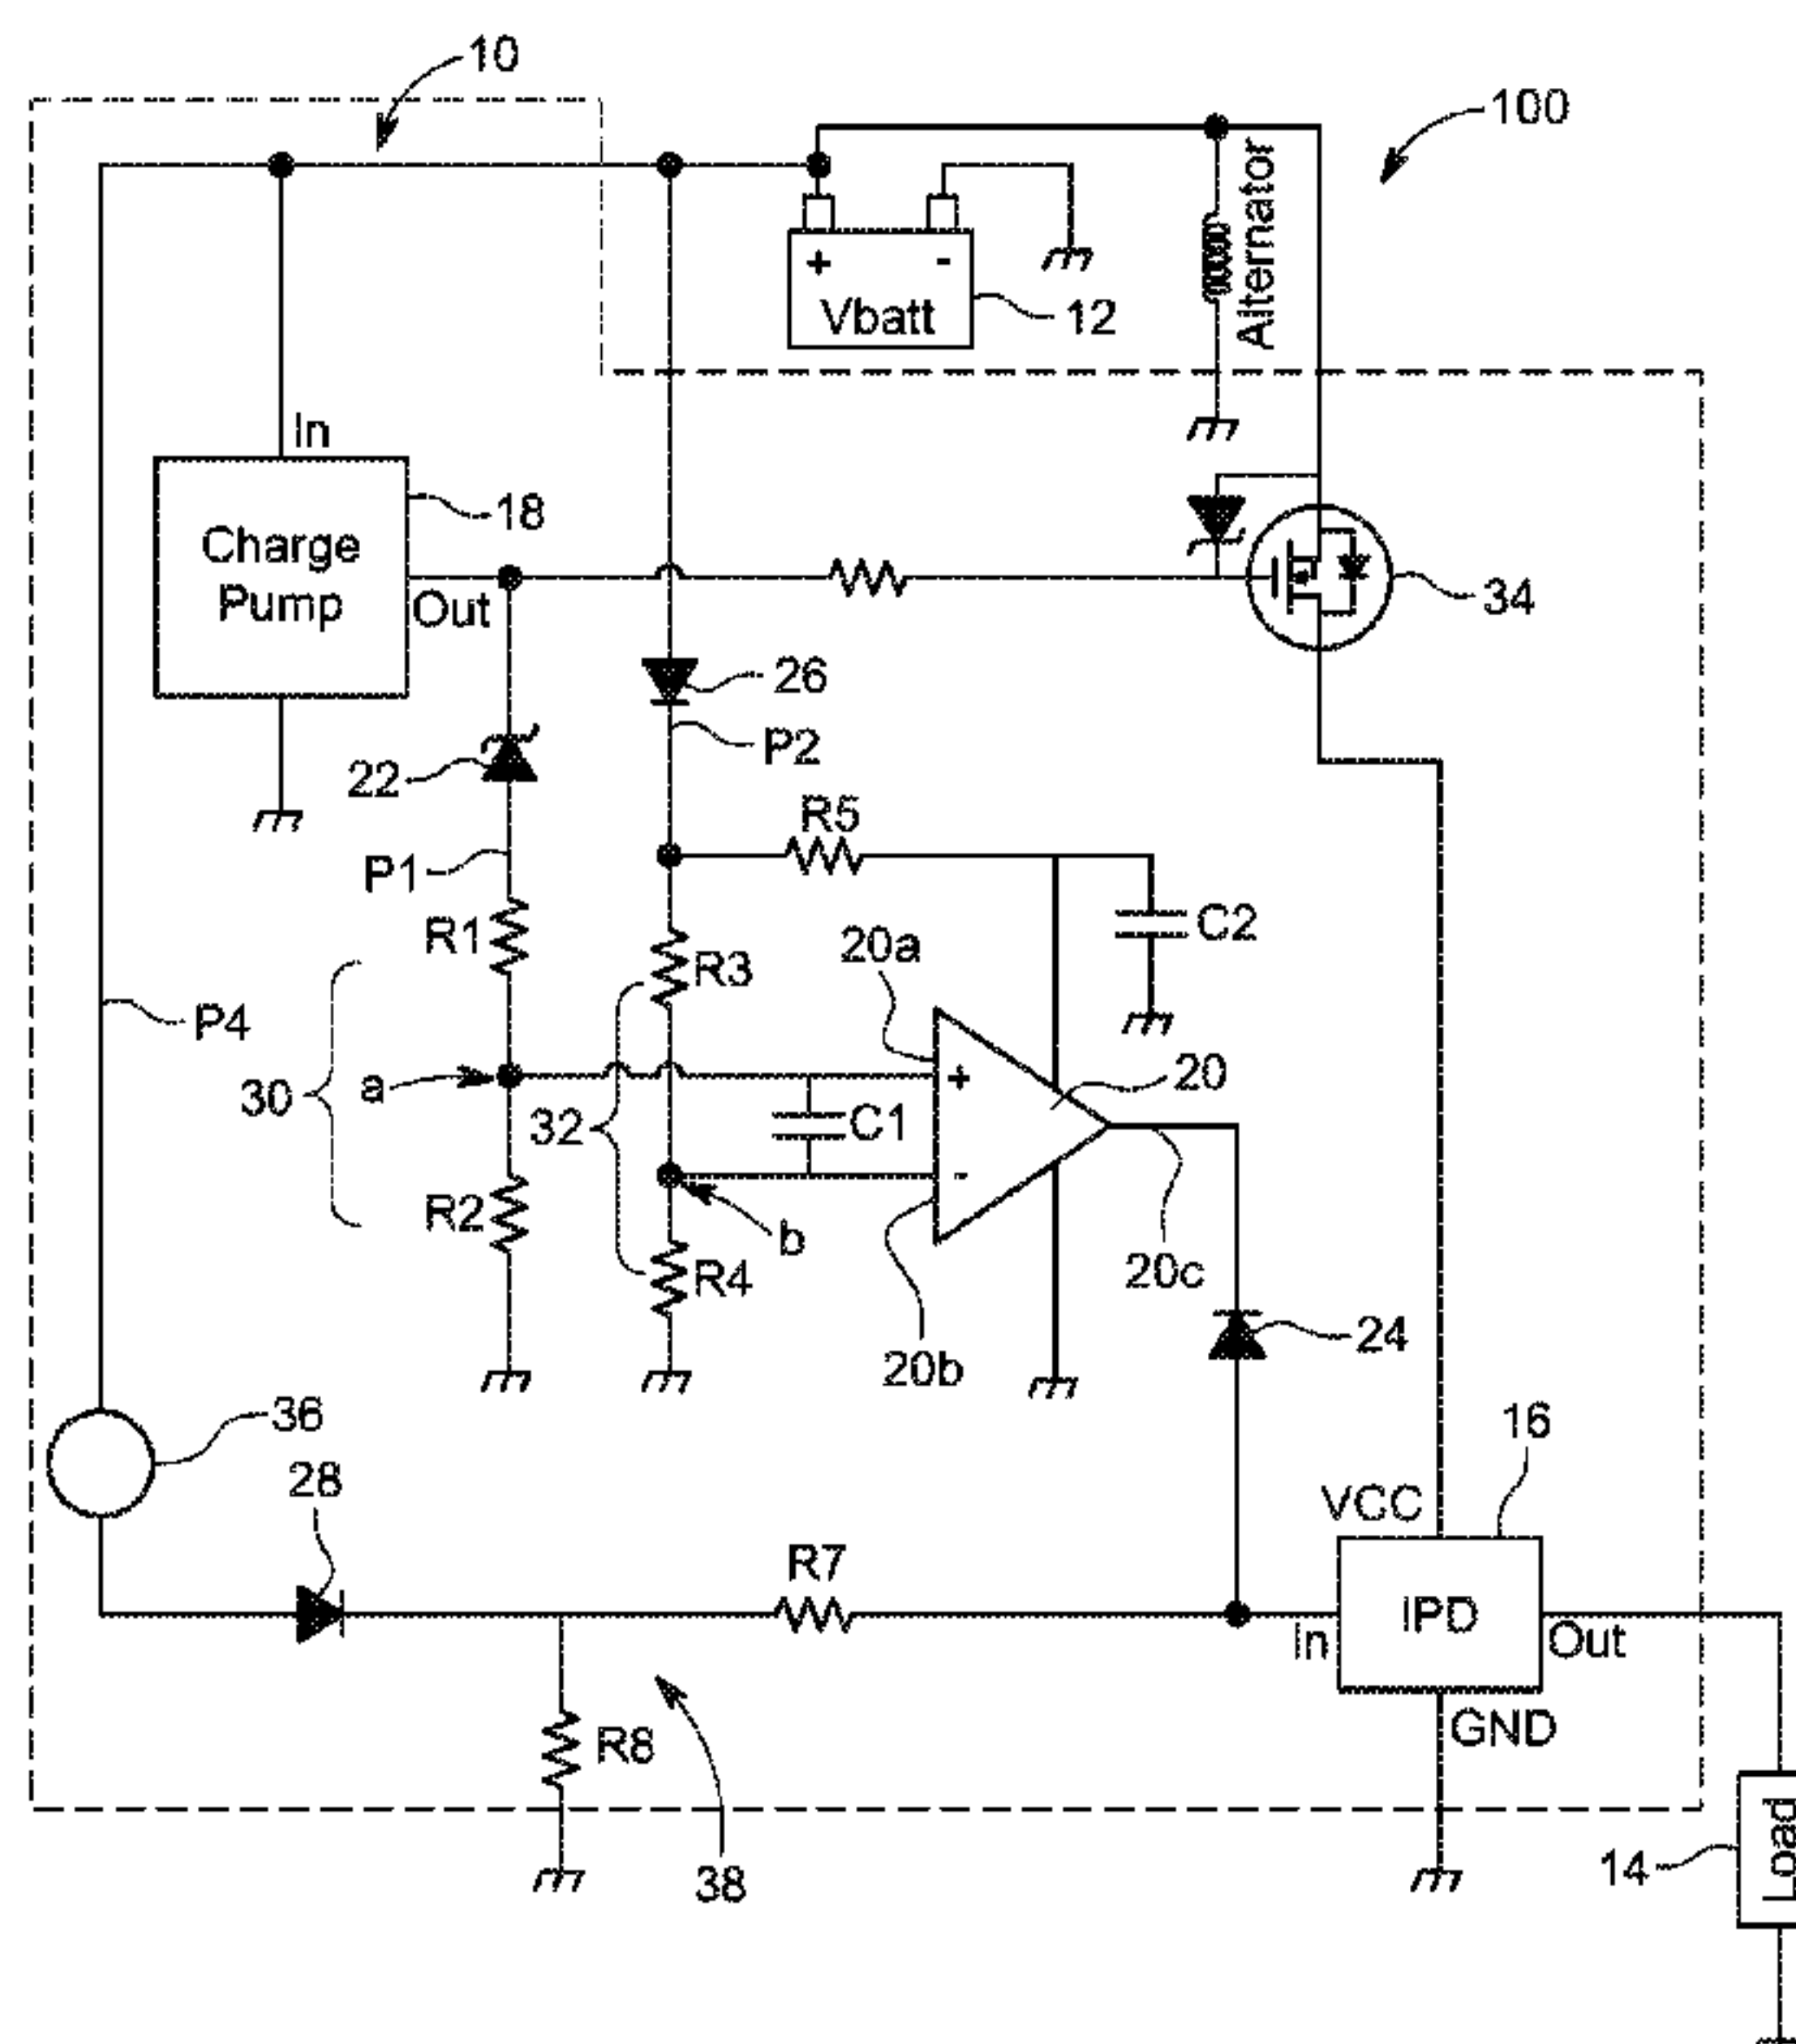 10
100
Alternator
+ -
Vbatt
12
In
Charge
Pump
18
Out
34
26
P2
22
R5
P1
R1
C2
20a
R3
P4
+
20
a
30
C1
32
-
R2
b
20c
R4
24
20b
36
16
28
VCC
R7
IPD
In
Out
GND
R8
Load
14
38